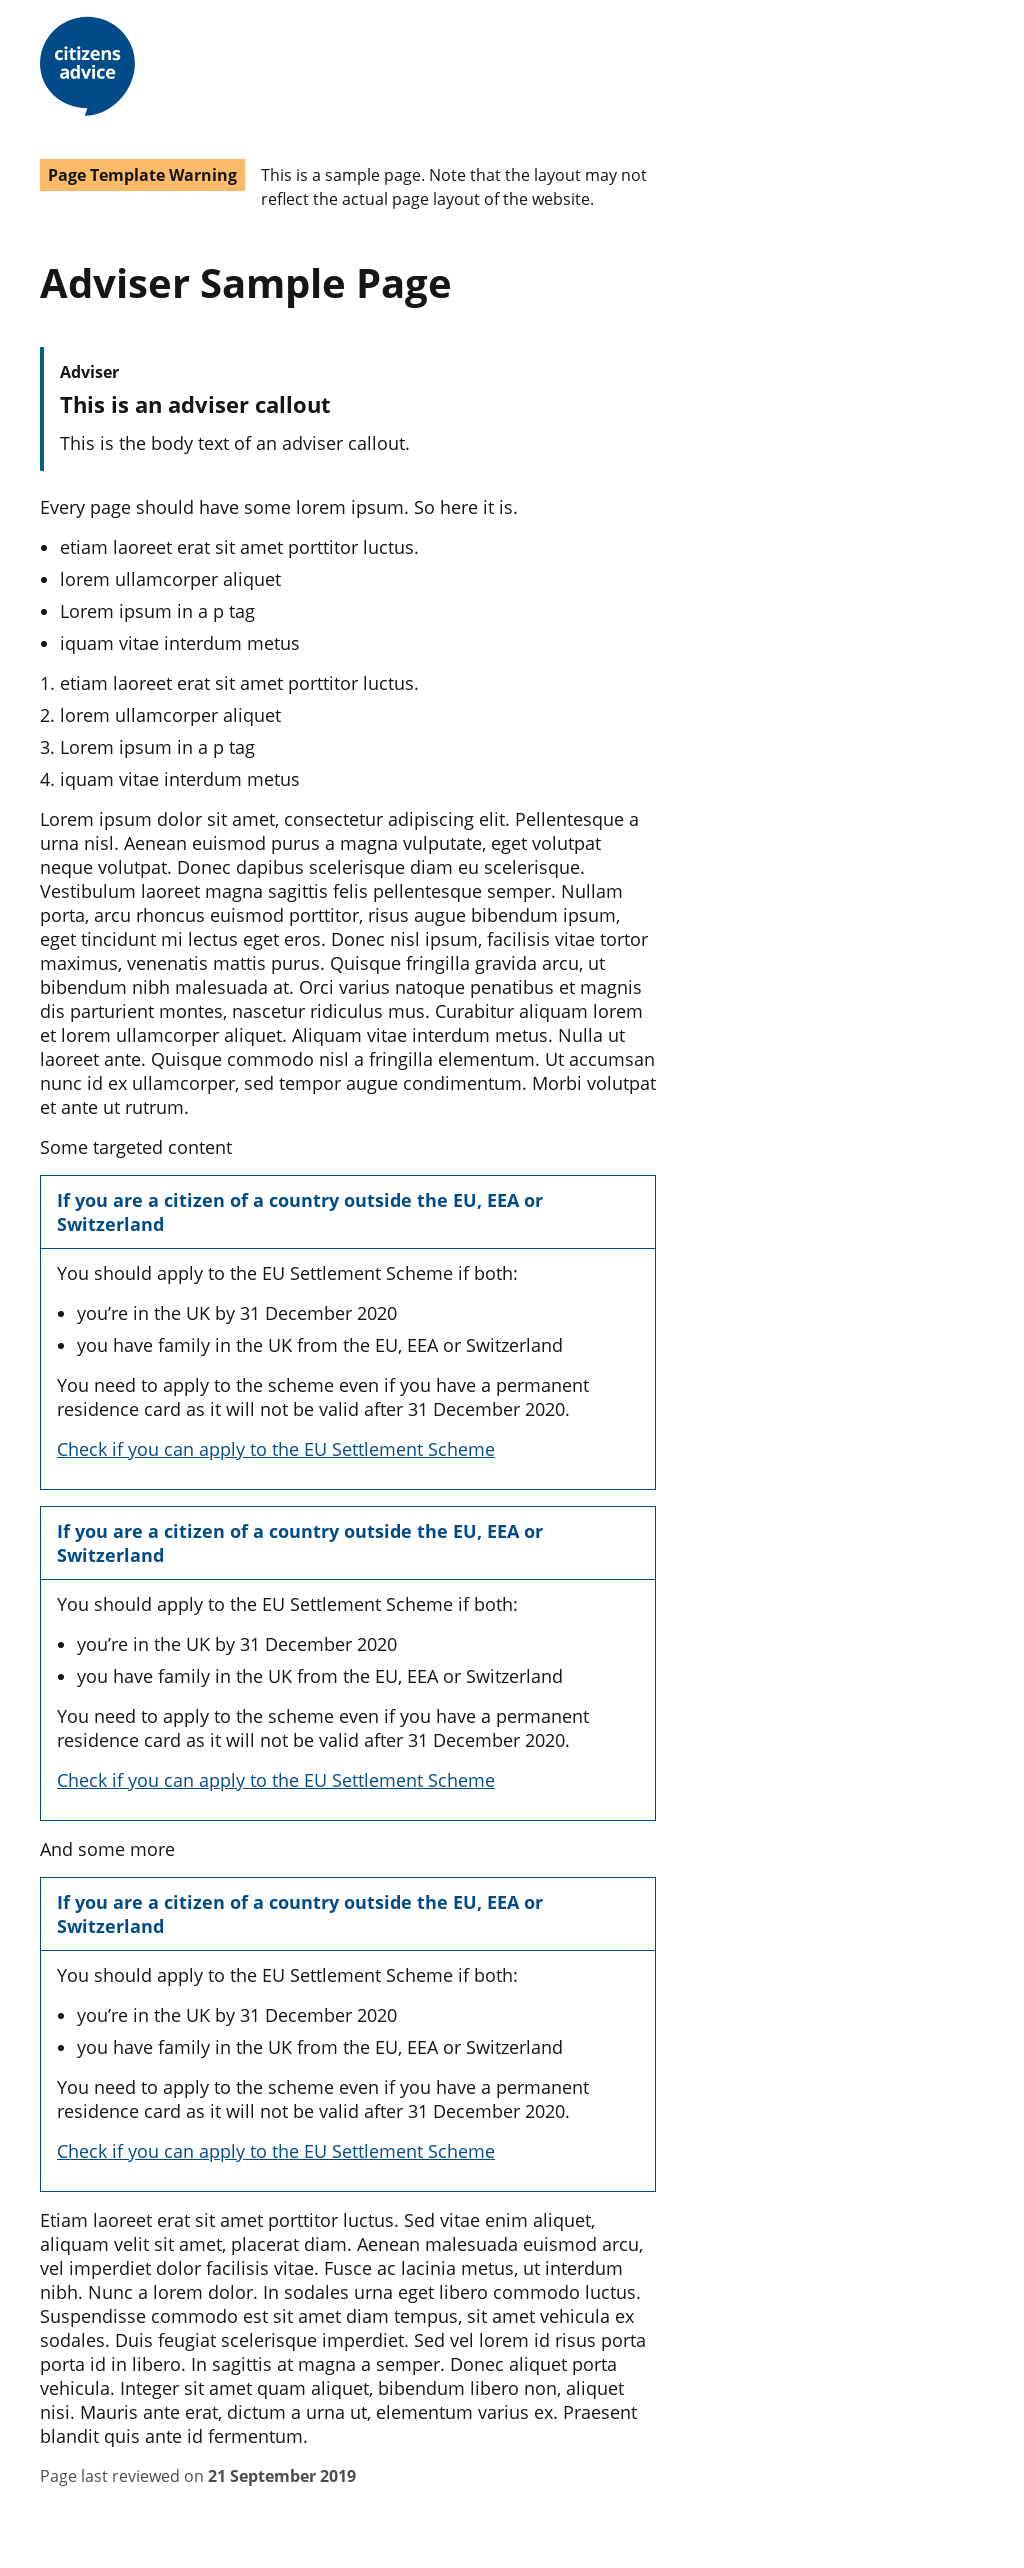 citizens
advice
Page Template Warning
This is a sample page. Note that the layout may not
reflect the actual page layout of the website.
Adviser Sample Page
Adviser
This is an adviser callout
This is the body text of an adviser callout.
Every page should have some lorem ipsum. So here it is.
• etiam laoreet erat sit amet porttitor luctus.
• lorem ullamcorper aliquet
• Lorem ipsum in a p tag
• iquam vitae interdum metus
1. etiam laoreet erat sit amet porttitor luctus.
2. lorem ullamcorper aliquet
3. Lorem ipsum in a p tag
4. iquam vitae interdum metus
Lorem ipsum dolor sit amet, consectetur adipiscing elit. Pellentesque a
urna nisl. Aenean euismod purus a magna vulputate, eget volutpat
neque volutpat. Donec dapibus scelerisque diam eu scelerisque.
Vestibulum laoreet magna sagittis felis pellentesque semper. Nullam
porta, arcu rhoncus euismod porttitor, risus augue bibendum ipsum,
eget tincidunt mi lectus eget eros. Donec nisl ipsum, facilisis vitae tortor
maximus, venenatis mattis purus. Quisque fringilla gravida arcu, ut
bibendum nibh malesuada at. Orci varius natoque penatibus et magnis
dis parturient montes, nascetur ridiculus mus. Curabitur aliquam lorem
et lorem ullamcorper aliquet. Aliquam vitae interdum metus. Nulla ut
laoreet ante. Quisque commodo nisl a fringilla elementum. Ut accumsan
nunc id ex ullamcorper, sed tempor augue condimentum. Morbi volutpat
et ante ut rutrum.
Some targeted content
If you are a citizen of a country outside the EU, EEA or
Switzerland
You should apply to the EU Settlement Scheme if both:
• you’re in the UK by 31 December 2020
• you have family in the UK from the EU, EEA or Switzerland
You need to apply to the scheme even if you have a permanent
residence card as it will not be valid after 31 December 2020.
Check if you can apply to the EU Settlement Scheme
If you are a citizen of a country outside the EU, EEA or
Switzerland
You should apply to the EU Settlement Scheme if both:
• you’re in the UK by 31 December 2020
• you have family in the UK from the EU, EEA or Switzerland
You need to apply to the scheme even if you have a permanent
residence card as it will not be valid after 31 December 2020.
Check if you can apply to the EU Settlement Scheme
And some more
If you are a citizen of a country outside the EU, EEA or
Switzerland
You should apply to the EU Settlement Scheme if both:
• you’re in the UK by 31 December 2020
• you have family in the UK from the EU, EEA or Switzerland
You need to apply to the scheme even if you have a permanent
residence card as it will not be valid after 31 December 2020.
Check if you can apply to the EU Settlement Scheme
Etiam laoreet erat sit amet porttitor luctus. Sed vitae enim aliquet,
aliquam velit sit amet, placerat diam. Aenean malesuada euismod arcu,
vel imperdiet dolor facilisis vitae. Fusce ac lacinia metus, ut interdum
nibh. Nunc a lorem dolor. In sodales urna eget libero commodo luctus.
Suspendisse commodo est sit amet diam tempus, sit amet vehicula ex
sodales. Duis feugiat scelerisque imperdiet. Sed vel lorem id risus porta
porta id in libero. In sagittis at magna a semper. Donec aliquet porta
vehicula. Integer sit amet quam aliquet, bibendum libero non, aliquet
nisi. Mauris ante erat, dictum a urna ut, elementum varius ex. Praesent
blandit quis ante id fermentum.
Page last reviewed on 21 September 2019